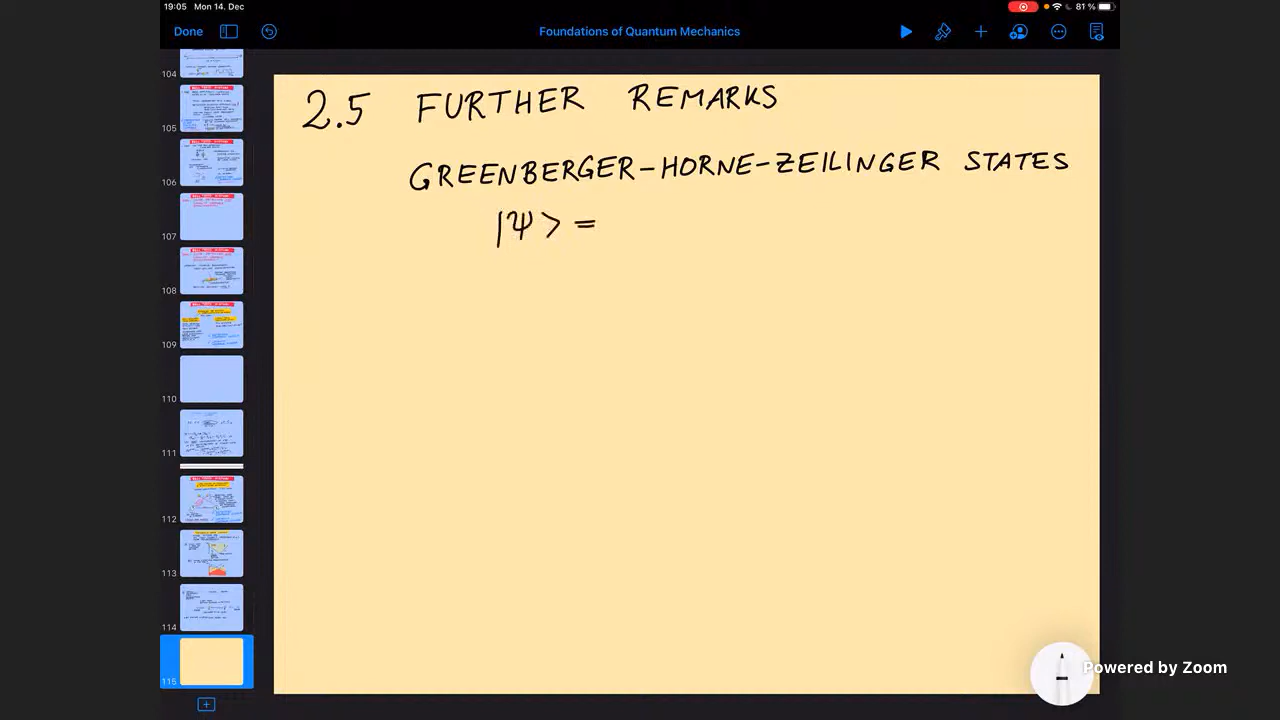 19:05 Mon 14. Dec
81 %
Done
Foundations of Quantum Mechanics
104
105
106
107
108
109
110
111
112
113
114
115
2.5 FURTHER REMARKS
GREENBERGER-HORNE-ZEILINGER STATES
|Ψ> =
Powered by Zoom